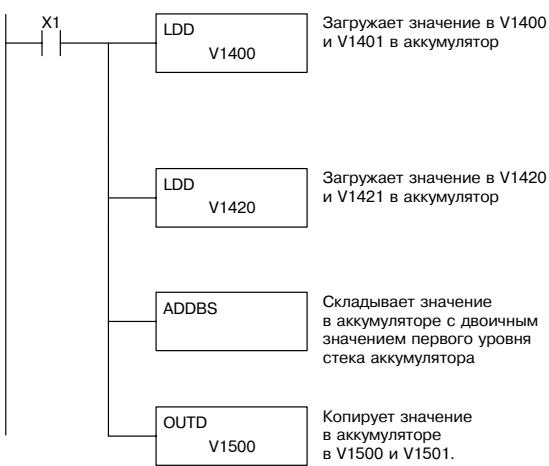 X1
LDD
V1400
Загружает значение в V1400
и V1401 в аккумулятор
LDD
V1420
Загружает значение в V1420
и V1421 в аккумулятор
ADDBS
Складывает значение
в аккумуляторе с двоичным
значением первого уровня
стека аккумулятора
OUTD
V1500
Копирует значение
в аккумуляторе
в V1500 и V1501.